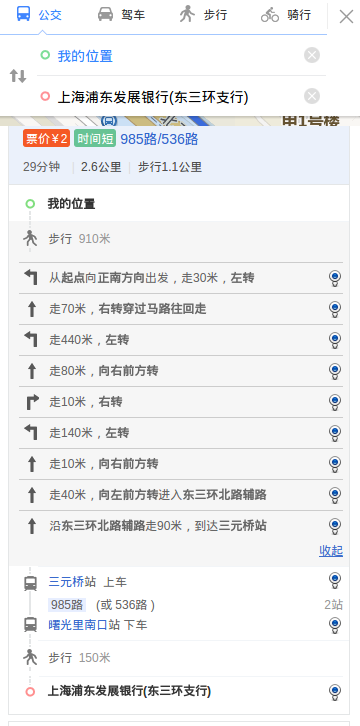 公交 驾车 步行 骑行
我的位置
上海浦东发展银行(东三环支行)
甲1号楼
票价¥2 时间短 985路/536路
29分钟 2.6公里 步行1.1公里
我的位置
步行 910米
从起点向正南方向出发，走30米，左转
走70米，右转穿过马路往回走
走440米，左转
走80米，向右前方转
走10米，右转
走140米，左转
走10米，向右前方转
走40米，向左前方转进入东三环北路辅路
沿东三环北路辅路走90米，到达三元桥站
收起
三元桥站 上车
985路 (或 536路 ) 2站
曙光里南口站 下车
步行 150米
上海浦东发展银行(东三环支行)